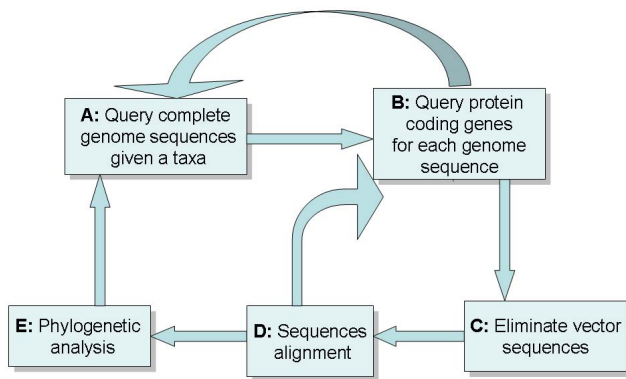 A: Query complete
genome sequences
given a taxa
B: Query protein
coding genes
for each genome
sequence
E: Phylogenetic
analysis
D: Sequences
alignment
C: Eliminate vector
sequences